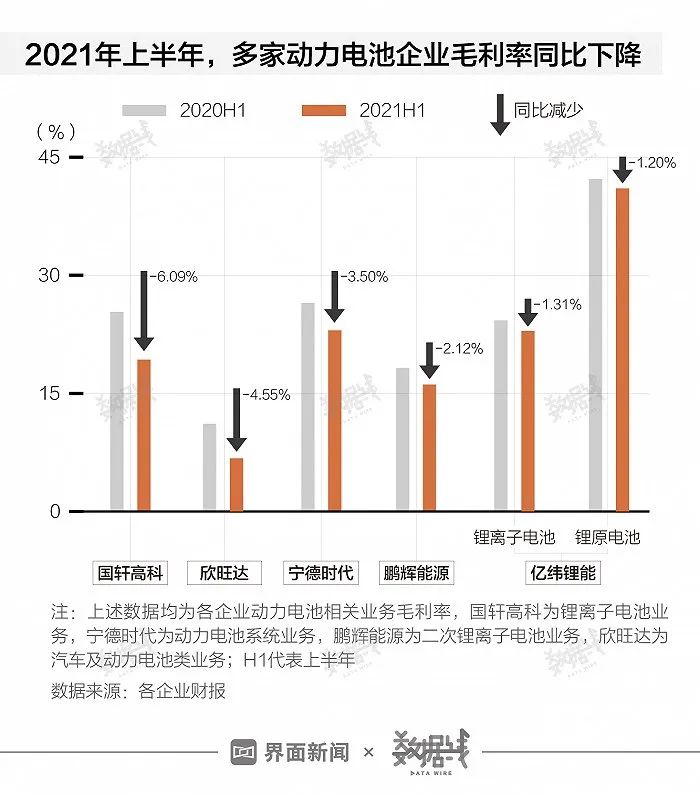 2021年上半年，多家动力电池企业毛利率同比下降
2020H1
2021H1
同比减少
（%）
45
30
15
0
-6.09%
-4.55%
-3.50%
-2.12%
-1.31%
-1.20%
锂离子电池
锂原电池
国轩高科
欣旺达
宁德时代
鹏辉能源
亿纬锂能
注：上述数据均为各企业动力电池相关业务毛利率，国轩高科为锂离子电池业
务，宁德时代为动力电池系统业务，鹏辉能源为二次锂离子电池业务，欣旺达为
汽车及动力电池类业务；H1代表上半年
数据来源：各企业财报
界面新闻 × 数据线
DATA WIRE